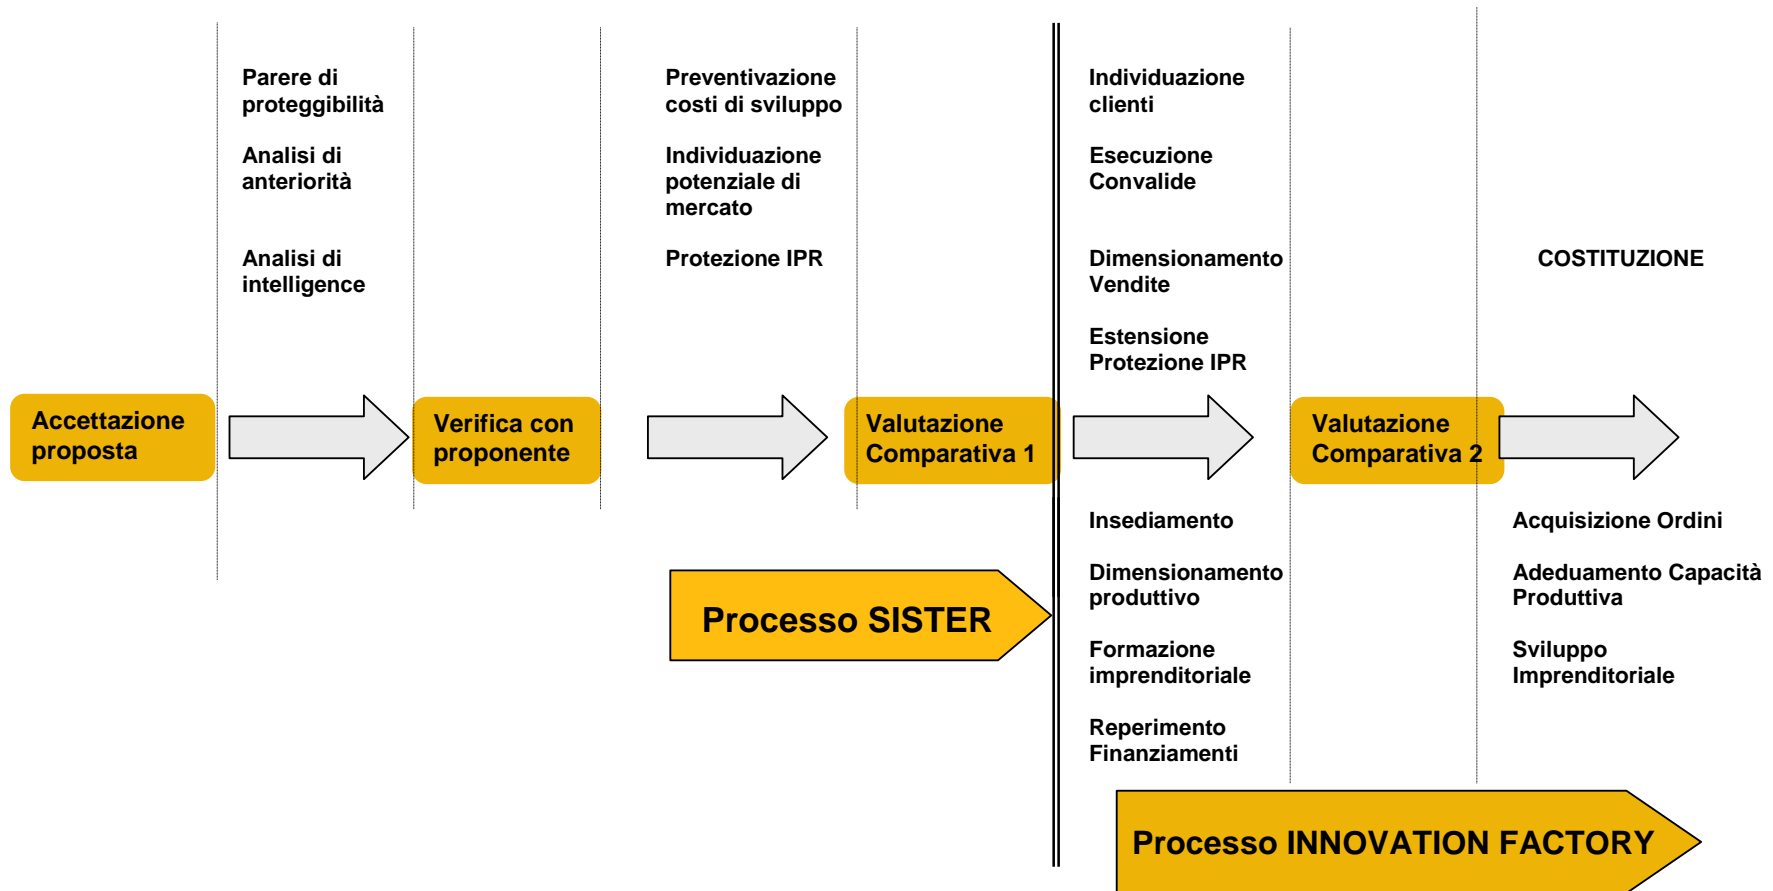 Parere di
proteggibilità
Analisi di
anteriorità
Analisi di
intelligence
Preventivazione
costi di sviluppo
Individuazione
potenziale di
mercato
Protezione IPR
Individuazione
clienti
Esecuzione
Convalide
Dimensionamento
Vendite
Estensione
Protezione IPR
COSTITUZIONE
Accettazione
proposta
Verifica con
proponente
Valutazione
Comparativa 1
Valutazione
Comparativa 2
Insediamento
Dimensionamento
produttivo
Formazione
imprenditoriale
Reperimento
Finanziamenti
Acquisizione Ordini
Adeduamento Capacità
Produttiva
Sviluppo
Imprenditoriale
Processo SISTER
Processo INNOVATION FACTORY